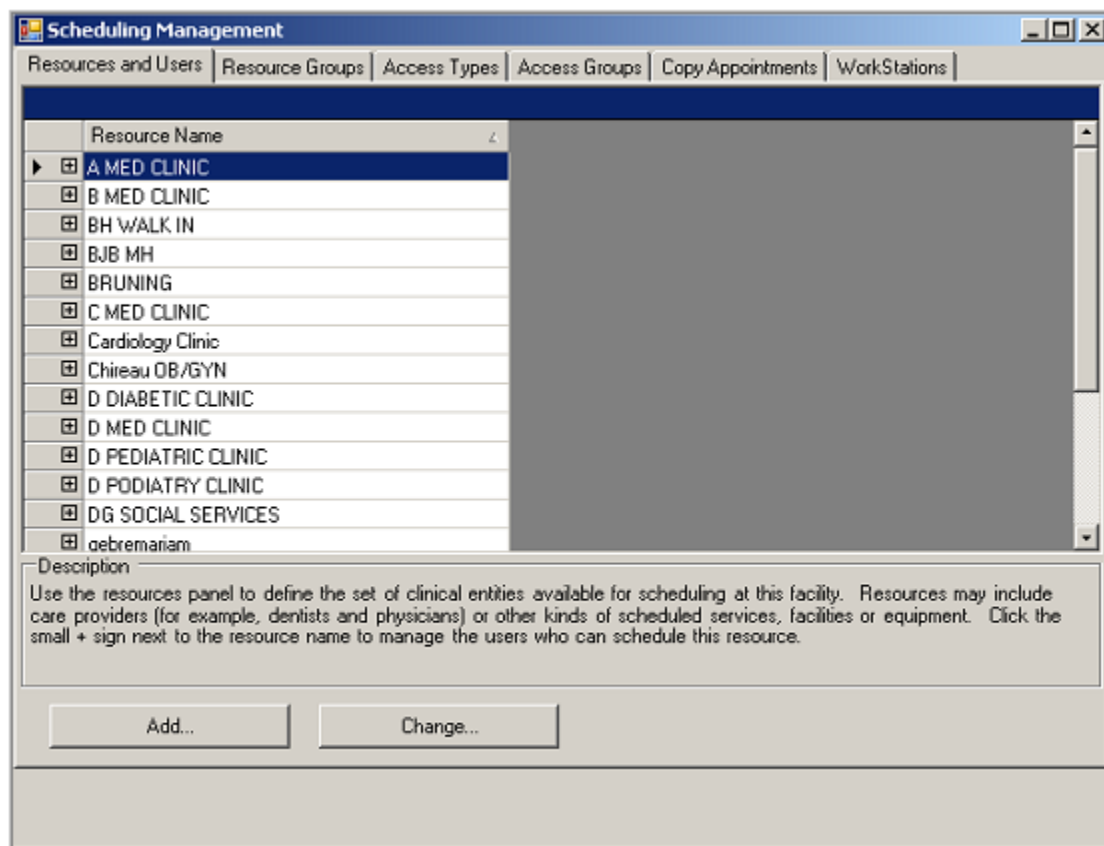 Scheduling Management
Resources and Users Resource Groups Access Types Access Groups Copy Appointments WorkStations
Resource Name
A MED CLINIC
B MED CLINIC
BH WALK IN
BJB MH
BRUNING
C MED CLINIC
Cardiology Clinic
Chireau OB/GYN
D DIABETIC CLINIC
D MED CLINIC
D PEDIATRIC CLINIC
D PODIATRY CLINIC
DG SOCIAL SERVICES
gebremariam
Description
Use the resources panel to define the set of clinical entities available for scheduling at this facility. Resources may include
care providers (for example, dentists and physicians) or other kinds of scheduled services, facilities or equipment. Click the
small + sign next to the resource name to manage the users who can schedule this resource.
Add... Change...